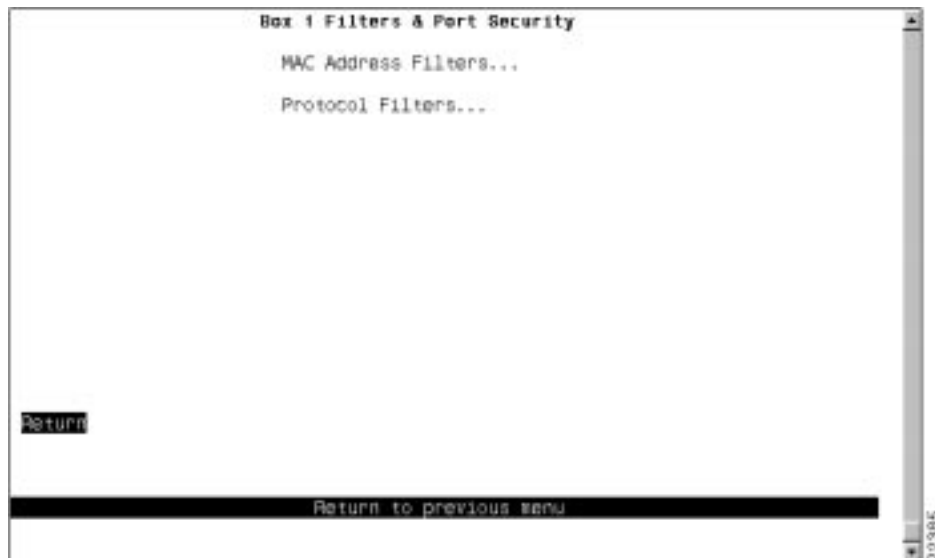 Box 1 Filters & Port Security
MAC Address Filters...
Protocol Filters...
Return
Return to previous menu